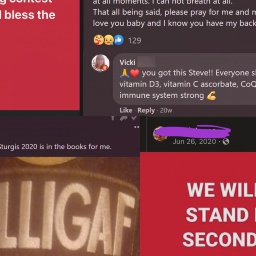 l bless the
at all moments. I can not breath at all.
That all being said, please pray for me and m
love you baby and I know you have my back
129
Vicki
you got this Steve!! Everyone s
vitamin D3, vitamin C ascorbate, CoQ
immune system strong
Like · Reply · 20w
Sturgis 2020 is in the books for me.
Jun 26, 2020
LLIGAF
WE WIL
STAND
SECOND